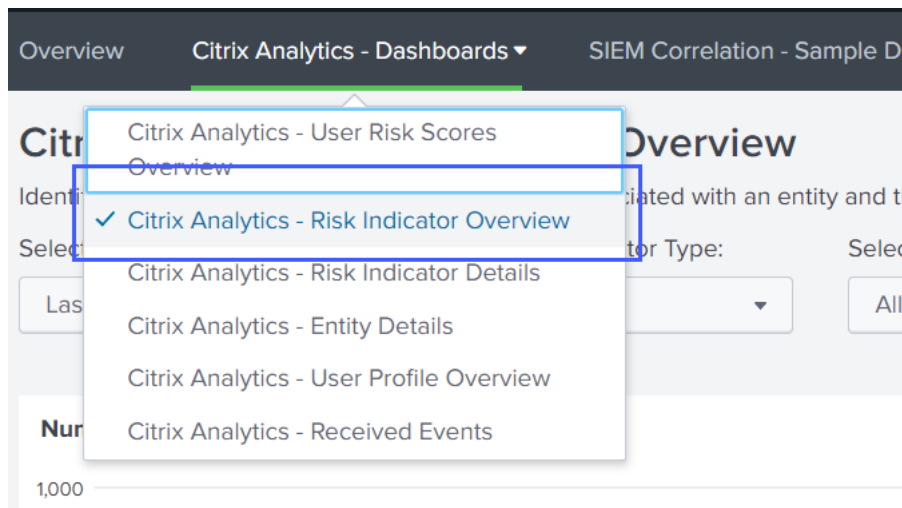 Overview Citrix Analytics - Dashboards SIEM Correlation - Sample D
Citr Overview
Citrix Analytics - User Risk Scores
Overview
Identi ciated with an entity and t
Citrix Analytics - Risk Indicator Overview
Select tor Type: Selec
Citrix Analytics - Risk Indicator Details
Las All
Citrix Analytics - Entity Details
Citrix Analytics - User Profile Overview
Num
Citrix Analytics - Received Events
1,000